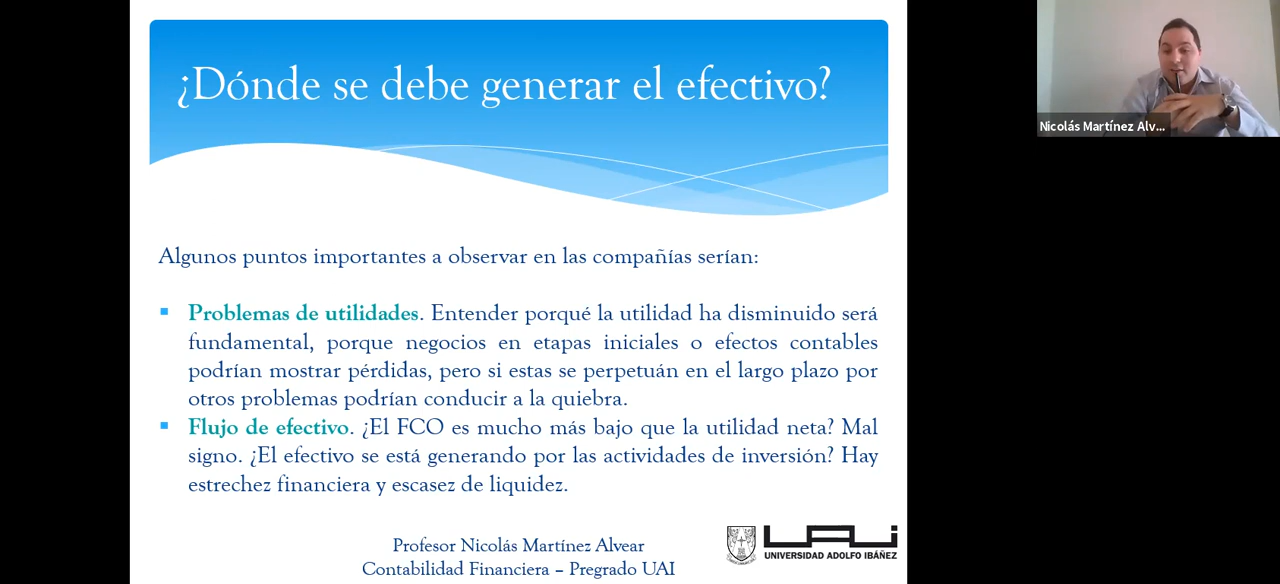 ¿Dónde se debe generar el efectivo?
Nicolás Martínez Alv...
Algunos puntos importantes a observar en las compañías serían:
▪ Problemas de utilidades. Entender porqué la utilidad ha disminuido será
fundamental, porque negocios en etapas iniciales o efectos contables
podrían mostrar pérdidas, pero si estas se perpetuán en el largo plazo por
otros problemas podrían conducir a la quiebra.
▪ Flujo de efectivo. ¿El FCO es mucho más bajo que la utilidad neta? Mal
signo. ¿El efectivo se está generando por las actividades de inversión? Hay
estrechez financiera y escasez de liquidez.
Profesor Nicolás Martínez Alvear
Contabilidad Financiera – Pregrado UAI
UAI
UNIVERSIDAD ADOLFO IBÁÑEZ